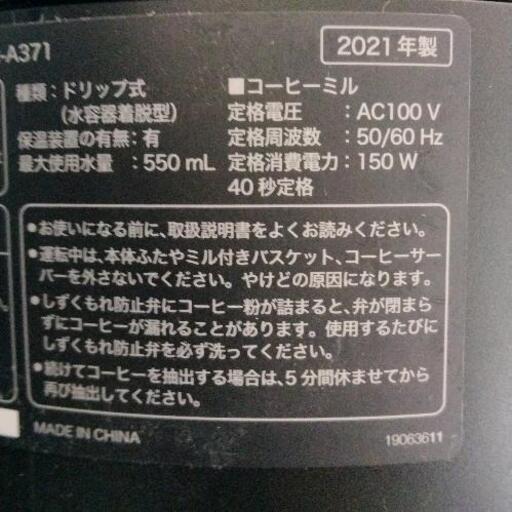 -A371
2021年製
種類：ドリップ式
(水容器着脱型)
保温装置の有無：有
最大使用水量 ：550 mL
■コーヒーミル
定格電圧 ：AC100 V
定格周波数 ：50/60 Hz
定格消費電力：150 W
40秒定格
●お使いになる前に、取扱説明書をよくお読みください。
●運転中は、本体ふたやミル付きバスケット、コーヒーサー
バーを外さないでください。やけどの原因になります。
●しずくもれ防止弁にコーヒー粉が詰まると、弁が閉まら
ずにコーヒーが漏れることがあります。使用するたびに
しずくもれ防止弁を必ず洗ってください。
●続けてコーヒーを抽出する場合は、5分間休ませてから
再び抽出してください。
MADE IN CHINA
19063611